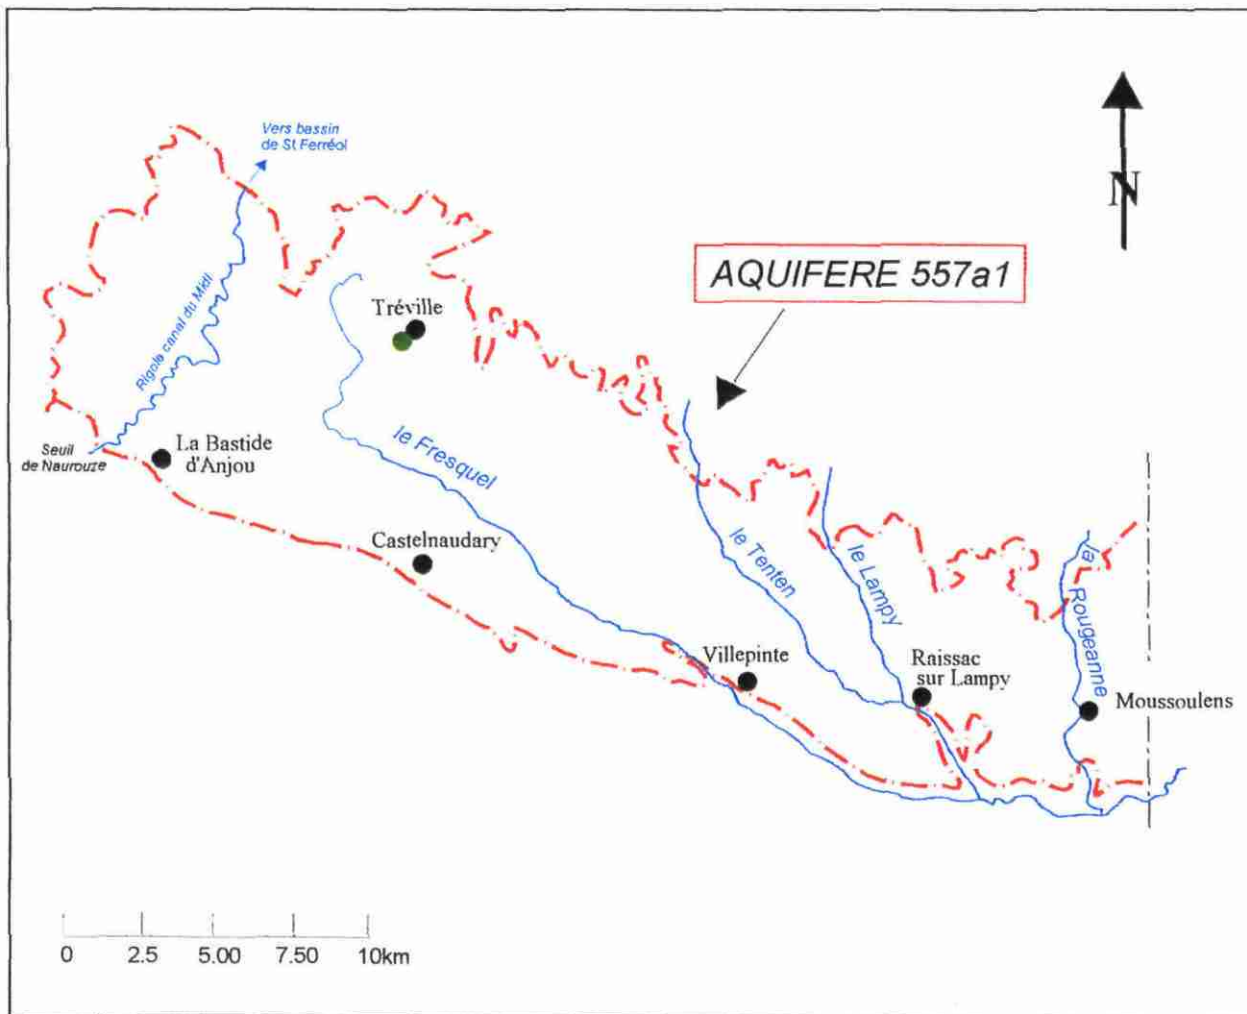 Vers bassin
de St Ferréol
N
AQUIFERE 557a1
Rigole canal du Midi
Tréville
Seuil
de Naurouze
La Bastide
d'Anjou
le Fresquel
Castelnaudary
le Tenten
le Lampy
la
Rougeanne
Villepinte
Raissac
sur Lampy
Moussoulens
0 2.5 5.00 7.50 10km